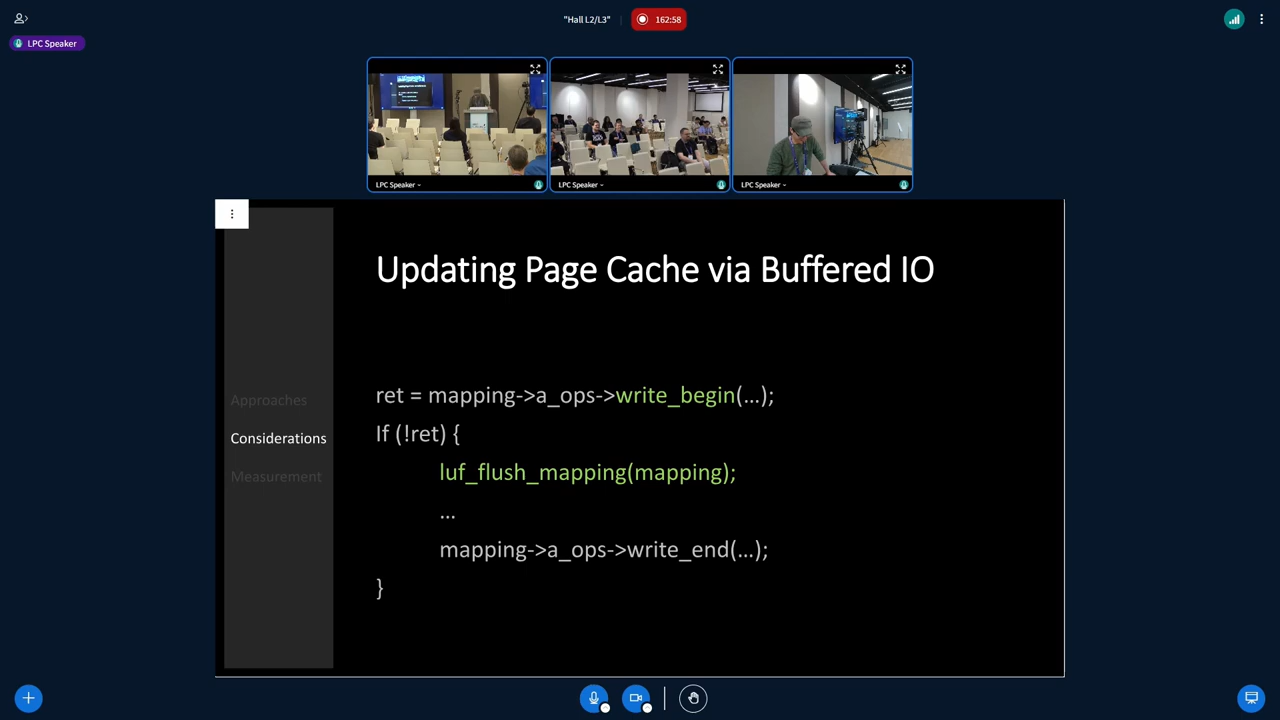 "Hall L2/L3"
162:58
LPC Speaker
LPC Speaker
LPC Speaker
LPC Speaker
Updating Page Cache via Buffered IO
Approaches
Considerations
Measurement
ret = mapping->a_ops->write_begin(...);
If (!ret) {
luf_flush_mapping(mapping);
...
mapping->a_ops->write_end(...);
}